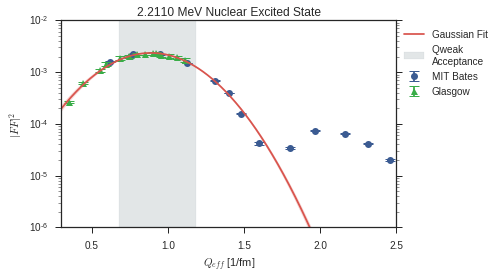 2.2110 MeV Nuclear Excited State
10^-2
10^-3
10^-4
10^-5
10^-6
|FF|^2
0.5 1.0 1.5 2.0 2.5
Q_eff [1/fm]
Gaussian Fit
Qweak
Acceptance
MIT Bates
Glasgow